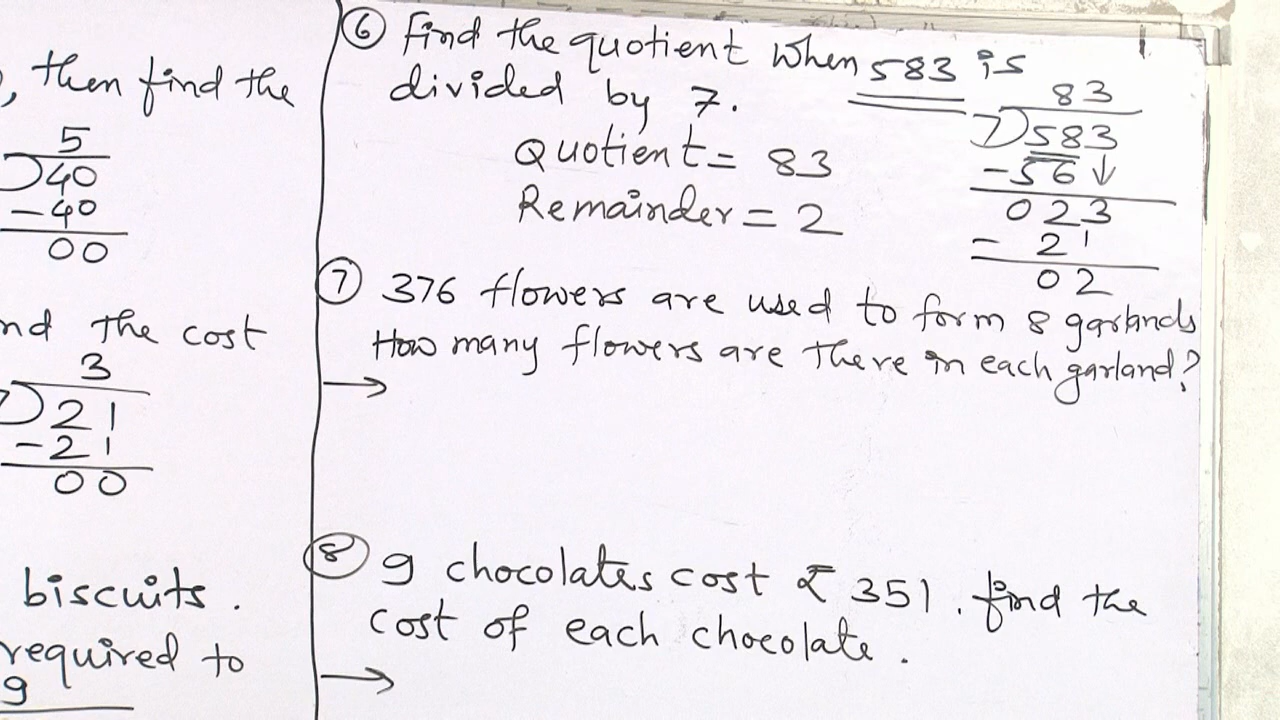 , then find the
5
40
-40
00
nd the cost
3
21
-21
00
biscuits.
required to
9
⑥ Find the quotient when 583 is
divided by 7.
Quotient = 83
Remainder = 2
83
7)583
-56↓
023
- 21
02
⑦ 376 flowers are used to form 8 garlands
How many flowers are there in each garland?
→
⑧ 9 chocolates cost ₹ 351. find the
cost of each chocolate.
→